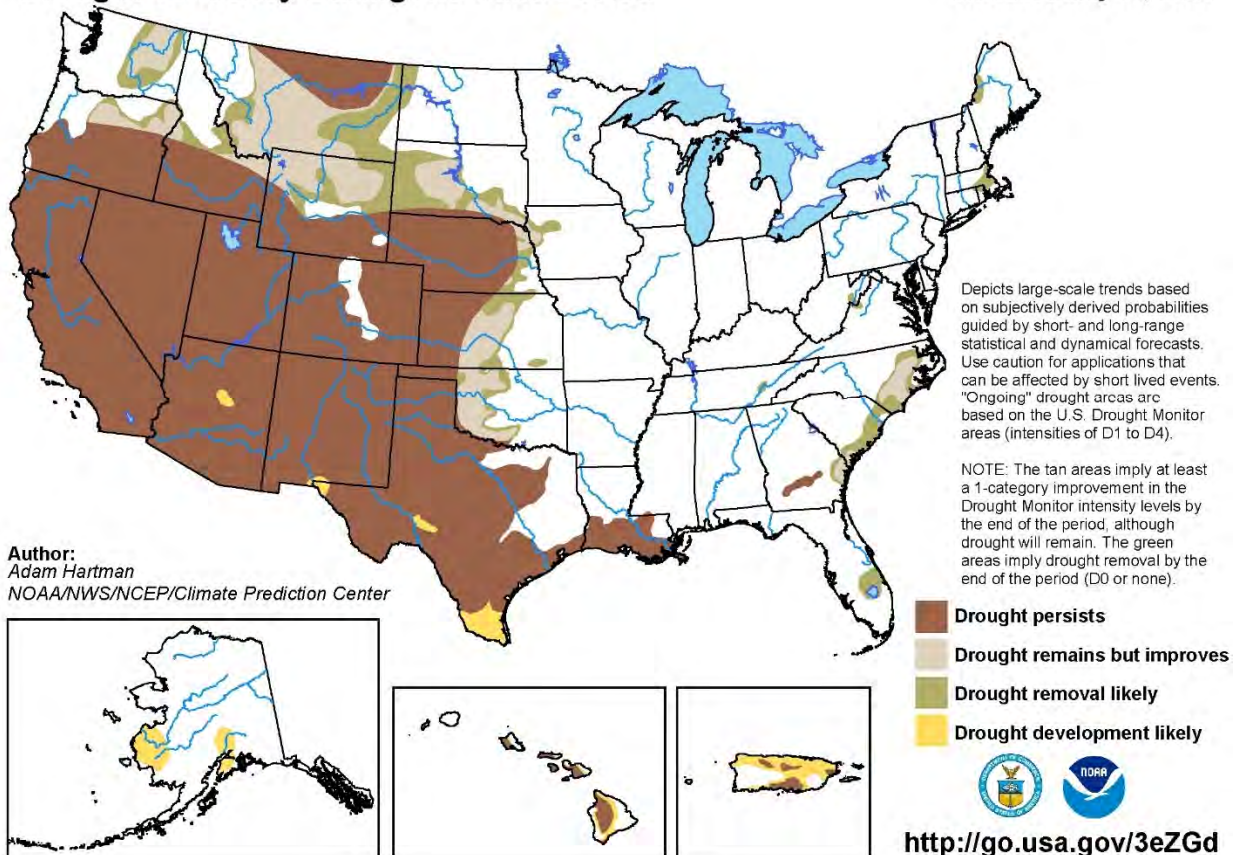 Depicts large-scale trends based
on subjectively derived probabilities
guided by short- and long-range
statistical and dynamical forecasts.
Use caution for applications that
can be affected by short lived events.
"Ongoing" drought areas are
based on the U.S. Drought Monitor
areas (intensities of D1 to D4).
NOTE: The tan areas imply at least
a 1-category improvement in the
Drought Monitor intensity levels by
the end of the period, although
drought will remain. The green
areas imply drought removal by the
end of the period (D0 or none).
Author:
Adam Hartman
NOAA/NWS/NCEP/Climate Prediction Center
Drought persists
Drought remains but improves
Drought removal likely
Drought development likely
NOAA
http://go.usa.gov/3eZGd